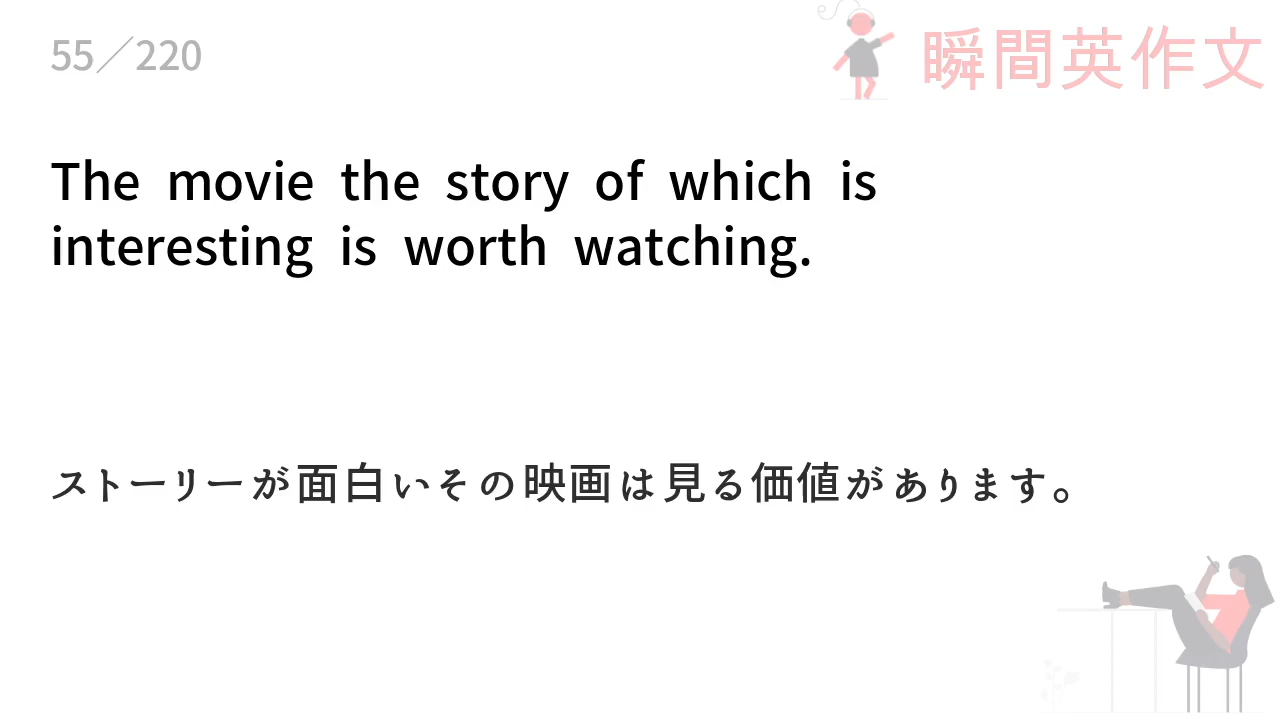 55／220
瞬間英作文
The movie the story of which is
interesting is worth watching.
ストーリーが面白いその映画は見る価値があります。